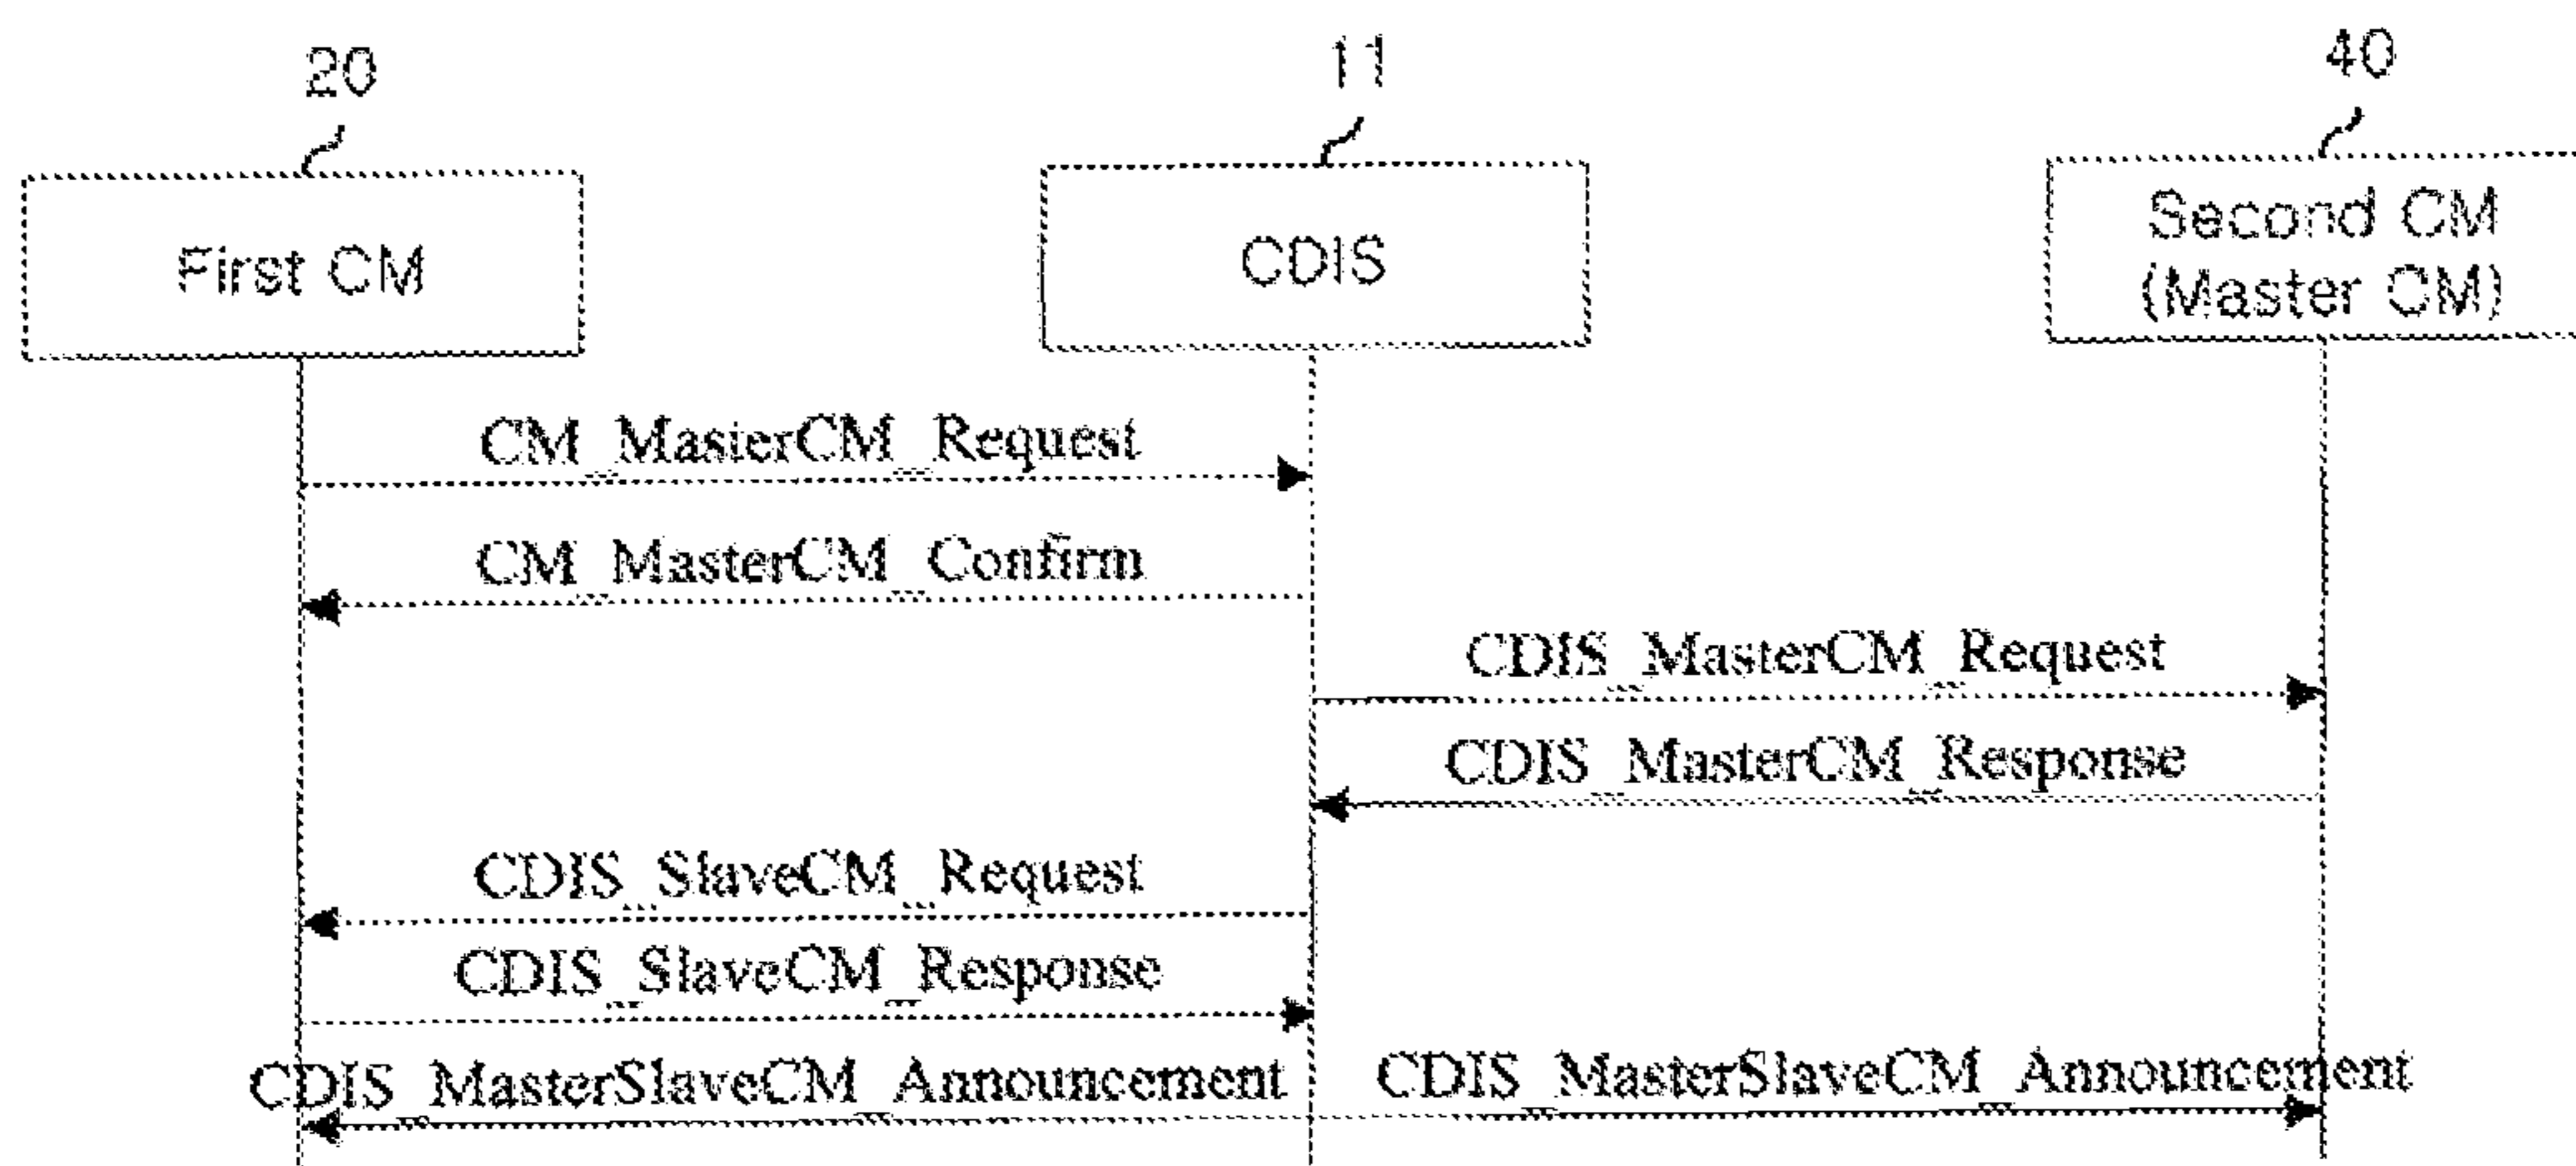 20
11
40
First CM
CDIS
Second CM
(Master CM)
CM_MasterCM_Request
CM_MasterCM_Confirm
CDIS_MasterCM_Request
CDIS_MasterCM_Response
CDIS_SlaveCM_Request
CDIS_SlaveCM_Response
CDIS_MasterSlaveCM_Announcement
CDIS_MasterSlaveCM_Announcement